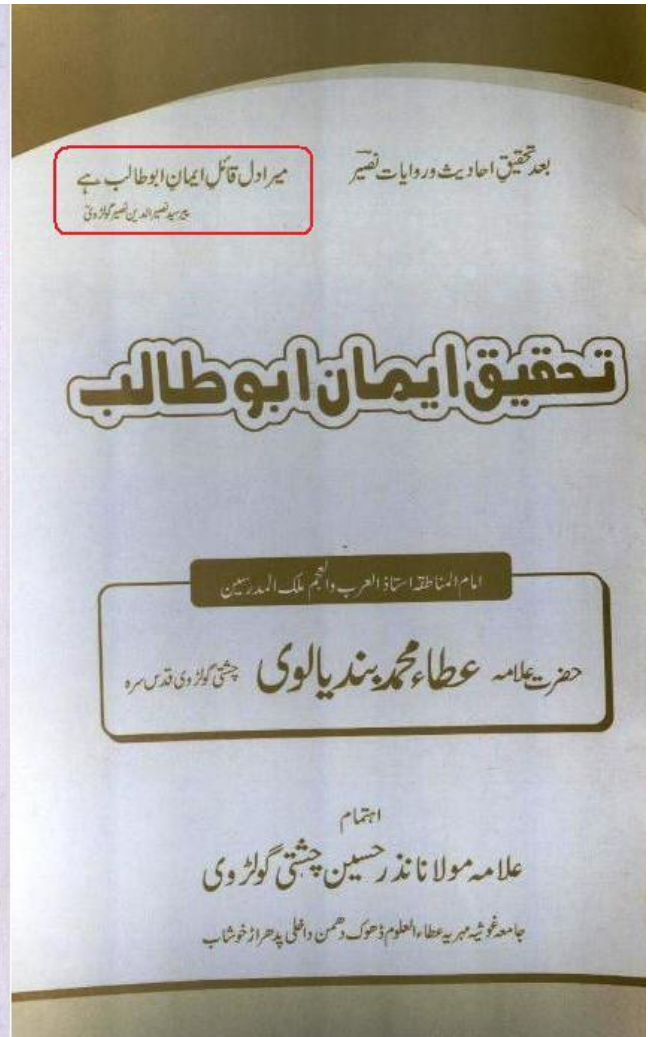 بعد تحقیقِ احادیث و روایات نصیرؔ
میرا دل قائلِ ایمانِ ابوطالب ہے
پیر سید نصیر الدین نصیر گولڑویؒ
تحقیق ایمان ابوطالب
امام المناطقہ استاذ العرب والعجم ملک المدرسین
حضرت علامہ عطاء محمد بندیالوی چشتی گولڑوی قدس سرہ
اہتمام
علامہ مولانا نذر حسین چشتی گولڑوی
جامعہ غوثیہ مہریہ عطاء العلوم ڈھوک دھمن داخلی پدھراڑ خوشاب